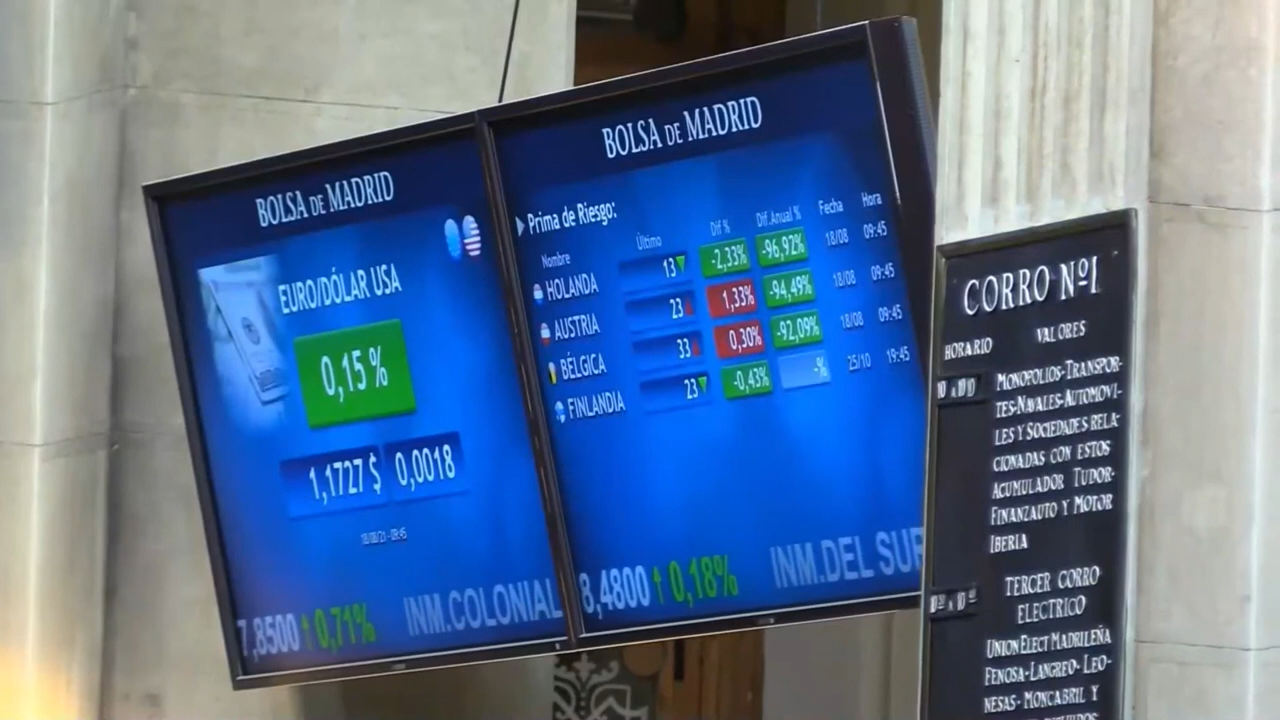 BOLSA DE MADRID
EURO/DÓLAR USA
0,15 %
1,1727 $ 0,0018
18/08/21 - 09:45
7,8500 ↑ 0,71% INM.COLONIAL
BOLSA DE MADRID
Prima de Riesgo:
Nombre Último Dif % Dif.Anual % Fecha Hora
HOLANDA 13 -2,33% -96,92% 18/08 09:45
AUSTRIA 23 1,33% -94,49% 18/08 09:45
BÉLGICA 33 0,30% -92,09% 18/08 09:45
FINLANDIA 23 -0,43% -% 25/10 19:45
8,4800 ↑ 0,18% INM.DEL SUR
CORRO Nº1
HORARIO VALORES
MONOPOLIOS-TRANSPOR-
TES-NAVALES-AUTOMOVI-
LES Y SOCIEDADES RELA-
CIONADAS CON ESTOS
ACUMULADOR TUDOR-
FINANZAUTO Y MOTOR
IBERIA
TERCER CORRO
ELECTRICO
UNION ELECT MADRILEÑA
FENOSA-LANGREO-LEO-
NESAS-MONCABRIL Y